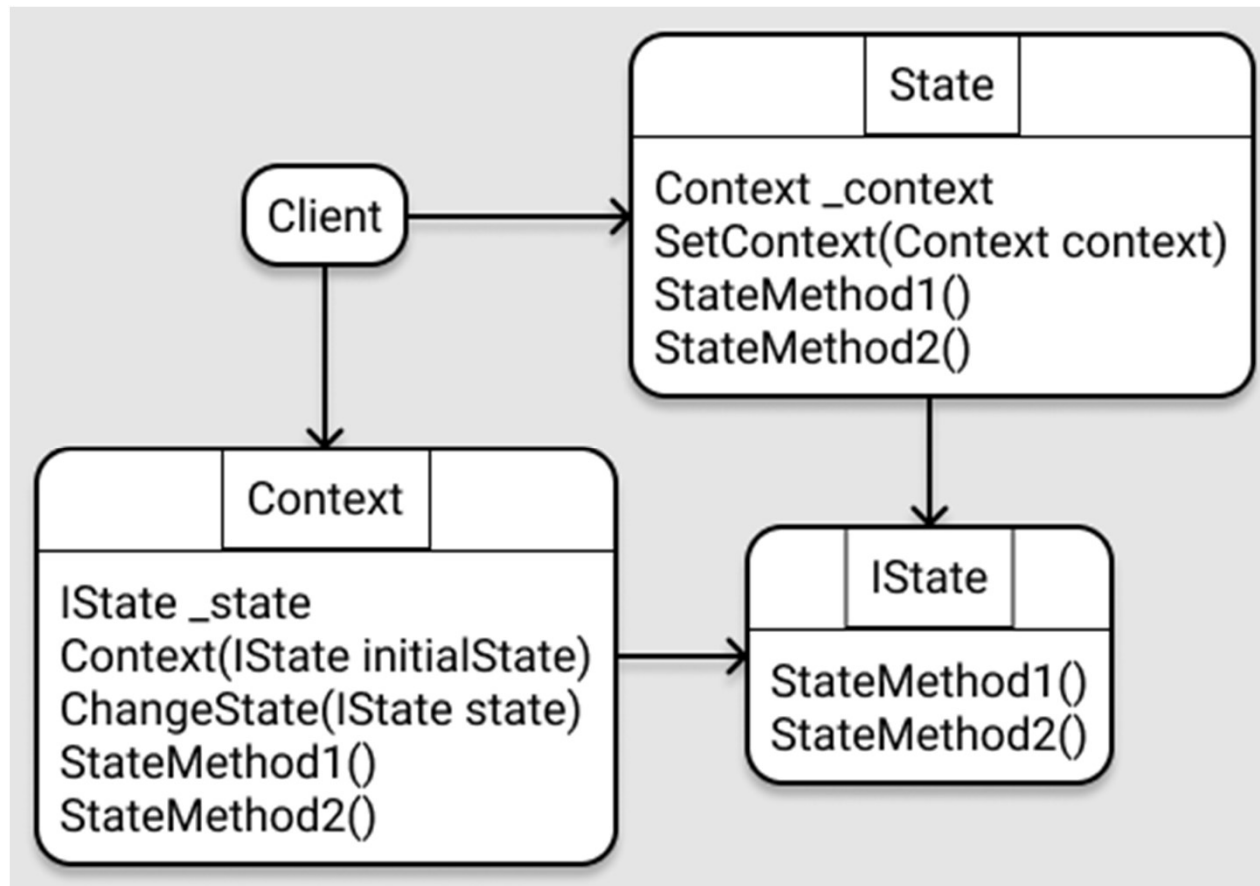 State
Context _context
SetContext(Context context)
StateMethod1()
StateMethod2()
Client
Context
IState _state
Context(IState initialState)
ChangeState(IState state)
StateMethod1()
StateMethod2()
IState
StateMethod1()
StateMethod2()